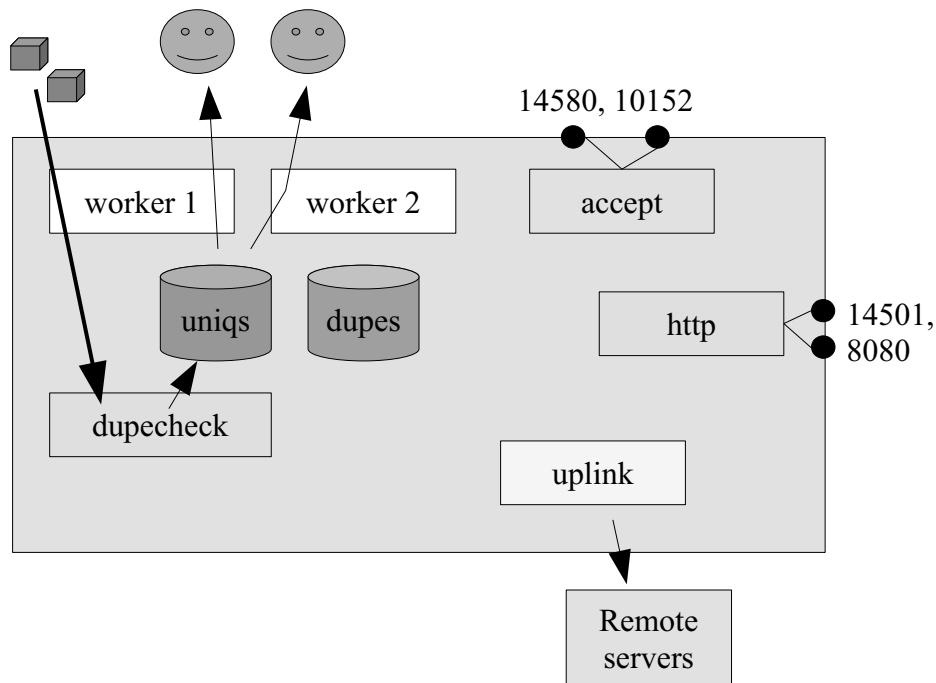 14580, 10152
worker 1
worker 2
accept
uniqs
dupes
http
14501,
8080
dupecheck
uplink
Remote
servers